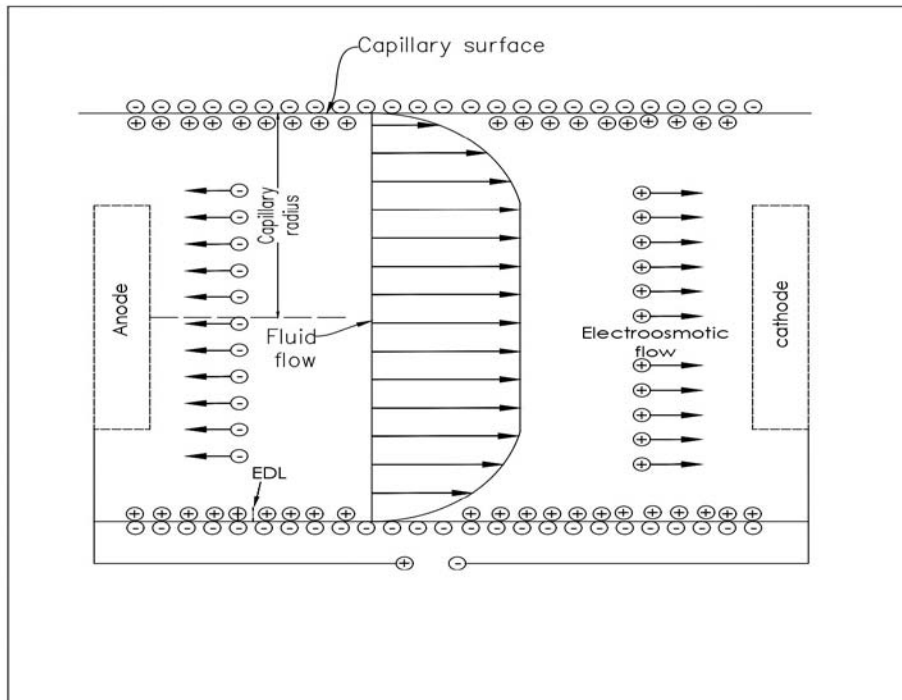 Capillary surface
Capillary
radius
Anode
Fluid
flow
Electroosmotic
flow
cathode
EDL